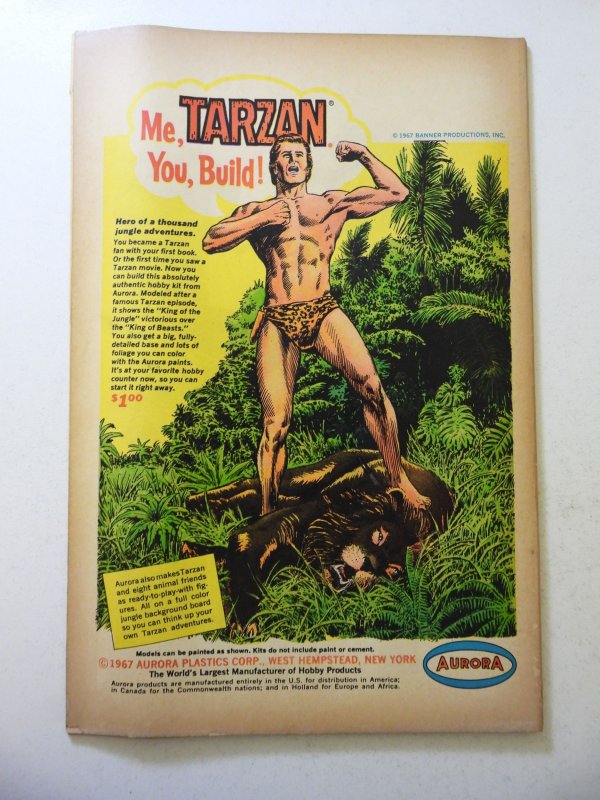 Me, TARZAN®.
You, Build!
© 1967 BANNER PRODUCTIONS, INC.
Hero of a thousand
jungle adventures.
You became a Tarzan
fan with your first book.
Or the first time you saw a
Tarzan movie. Now you
can build this absolutely
authentic hobby kit from
Aurora. Modeled after a
famous Tarzan episode,
it shows the "King of the
Jungle" victorious over
the "King of Beasts."
You also get a big, fully-
detailed base and lots of
foliage you can color
with the Aurora paints.
It's at your favorite hobby
counter now, so you can
start it right away.
$1.00
Aurora also makes Tarzan
and eight animal friends
as ready-to-play-with fig-
ures. All on a full color
jungle background board
so you can think up your
own Tarzan adventures.
Models can be painted as shown. Kits do not include paint or cement.
©1967 AURORA PLASTICS CORP., WEST HEMPSTEAD, NEW YORK
The World's Largest Manufacturer of Hobby Products
Aurora products are manufactured entirely in the U.S. for distribution in America;
in Canada for the Commonwealth nations; and in Holland for Europe and Africa.
AURORA